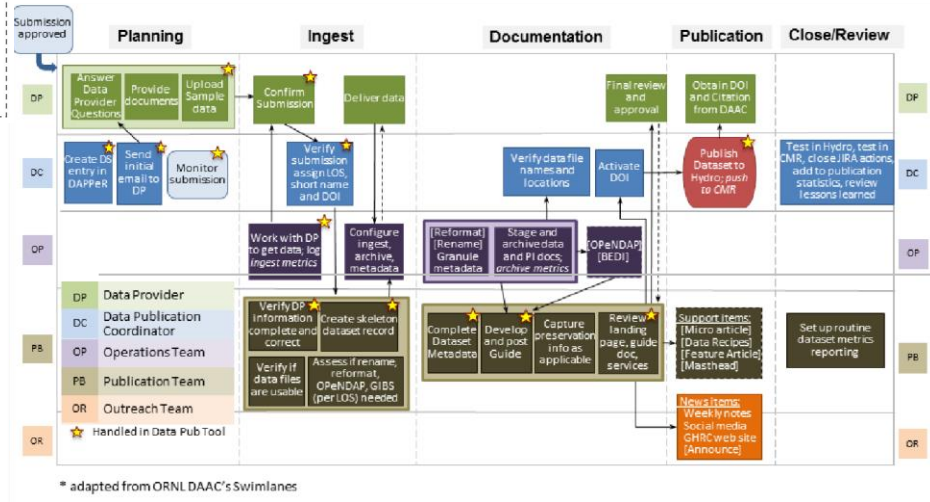 Submission
approved
Planning
Ingest
Documentation
Publication
Close/Review
DP
Answer
Data
Provider
Questions
Provide
documents
Upload
Sample
data
Confirm
Submission
Deliver data
Final review
and
approval
Obtain DOI
and Citation
from DAAC
DP
DC
Create DS
entry in
DAPPeR
Send
initial
email to
DP
Monitor
submission
Verify
submission
assign LOS,
short name
and DOI
Verify data file
names and
locations
Activate
DOI
Publish
Dataset to
Hydro; push
to CMR
Test in Hydro, test in
CMR, close JIRA actions,
add to publication
statistics, review
lessons learned
DC
OP
Work with DP
to get data; log
ingest metrics
Configure
ingest,
archive,
metadata
[Reformat]
[Rename]
Granule
metadata
Stage and
archive data
and PI docs;
archive metrics
[OPeNDAP]
[BEDI]
OP
DP Data Provider
DC Data Publication
Coordinator
OP Operations Team
PB Publication Team
OR Outreach Team
Handled in Data Pub Tool
PB
Verify DP
information
complete and
correct
Create skeleton
dataset record
Verify if
data files
are usable
Assess if rename,
reformat,
OPeNDAP, GIBS
(per LOS) needed
Complete
Dataset
Metadata
Develop
and post
Guide
Capture
preservation
info as
applicable
Review
landing
page, guide
doc,
services
Support items:
[Micro article]
[Data Recipes]
[Feature Article]
[Masthead]
Set up routine
dataset metrics
reporting
PB
OR
News items:
Weekly notes
Social media
GHRC web site
[Announce]
OR
* adapted from ORNL DAAC's Swimlanes